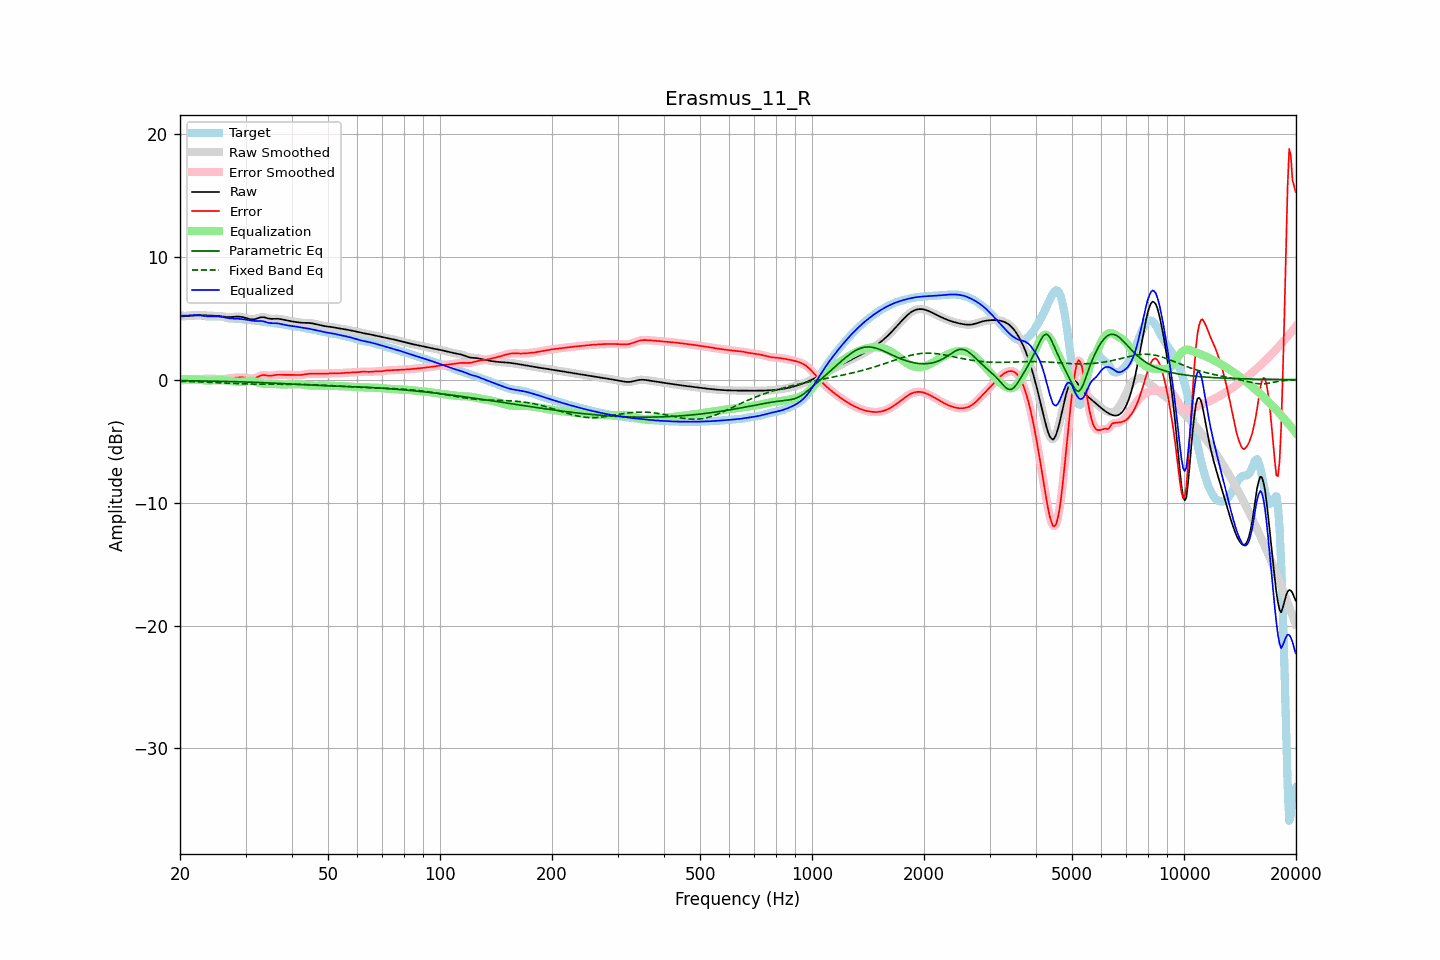 Erasmus_11_R
Target
Raw Smoothed
Error Smoothed
Raw
Error
Equalization
Parametric Eq
Fixed Band Eq
Equalized
20
10
0
−10
−20
−30
Amplitude (dBr)
20 50 100 200 500 1000 2000 5000 10000 20000
Frequency (Hz)